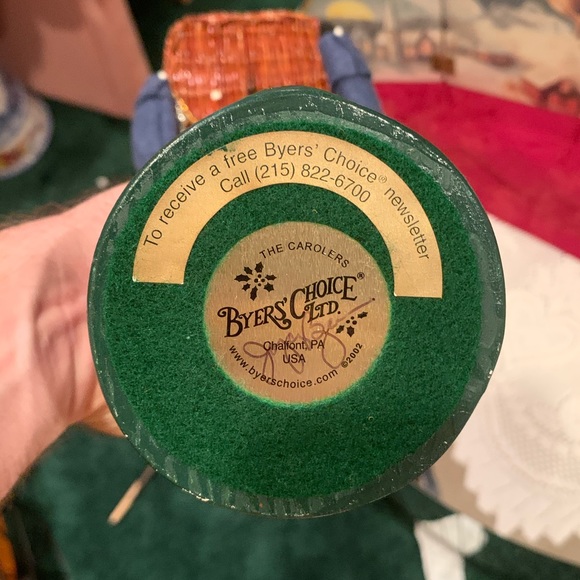 To receive a free Byers' Choice® newsletter
Call (215) 822-6700
THE CAROLERS
BYERS' CHOICE®
LTD.
Chalfont, PA
USA
www.byerschoice.com ©2002